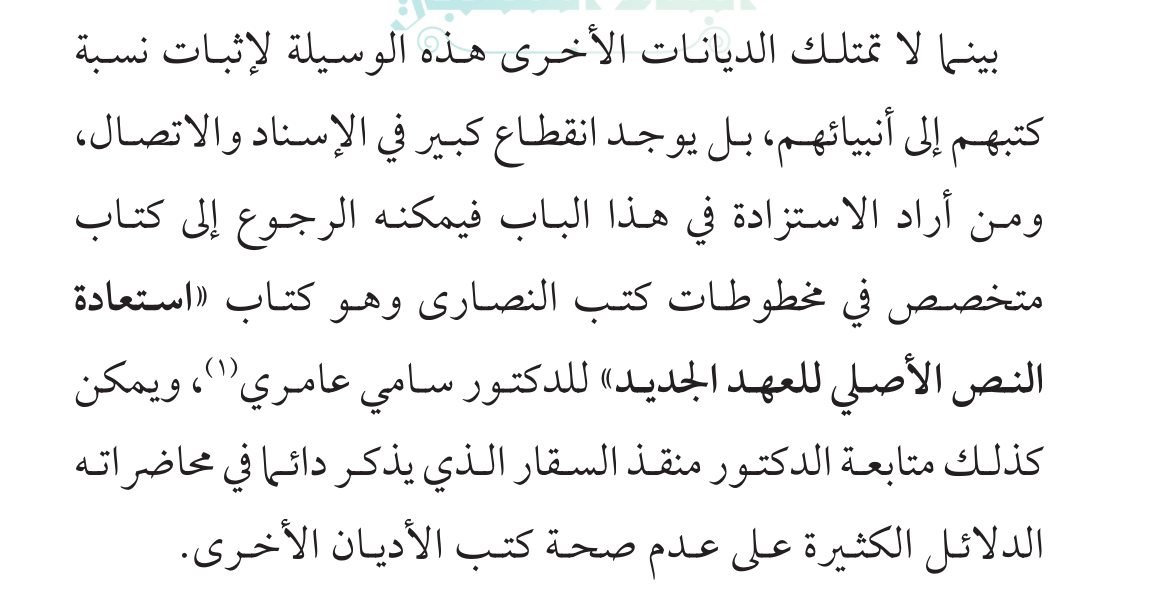 بينما لا تمتلك الديانات الأخرى هذه الوسيلة لإثبات نسبة
كتبهم إلى أنبيائهم، بل يوجد انقطاع كبير في الإسناد والاتصال،
ومن أراد الاستزادة في هذا الباب فيمكنه الرجوع إلى كتاب
متخصص في مخطوطات كتب النصارى وهو كتاب «استعادة
النص الأصلي للعهد الجديد» للدكتور سامي عامري(١)، ويمكن
كذلك متابعة الدكتور منقذ السقار الذي يذكر دائما في محاضراته
الدلائل الكثيرة على عدم صحة كتب الأديان الأخرى.